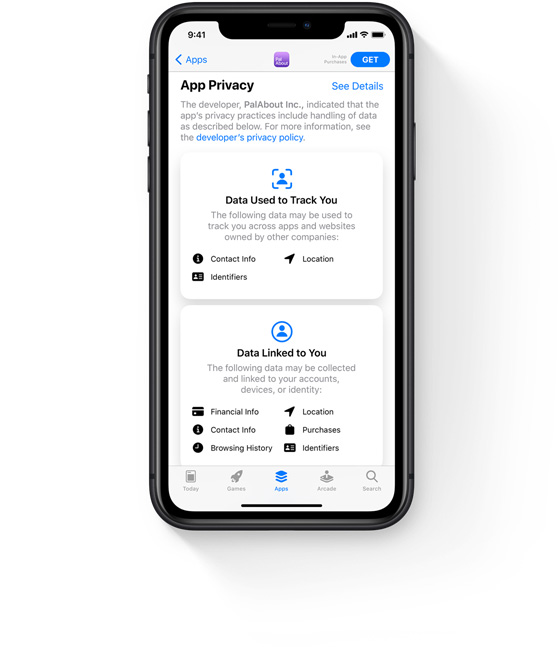 9:41
Apps
Pal
About
In-App
Purchases
GET
App Privacy
See Details
The developer, PalAbout Inc., indicated that the
app's privacy practices include handling of data
as described below. For more information, see
the developer's privacy policy.
Data Used to Track You
The following data may be used to
track you across apps and websites
owned by other companies:
Contact Info
Location
Identifiers
Data Linked to You
The following data may be collected
and linked to your accounts,
devices, or identity:
Financial Info
Location
Contact Info
Purchases
Browsing History
Identifiers
Today
Games
Apps
Arcade
Search